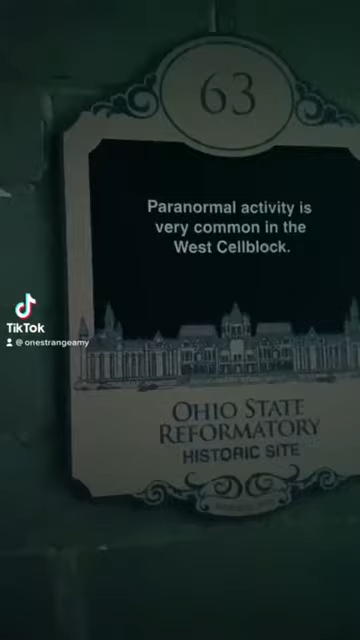 63
Paranormal activity is
very common in the
West Cellblock.
TikTok
@onestrangeamy
OHIO STATE
REFORMATORY
HISTORIC SITE